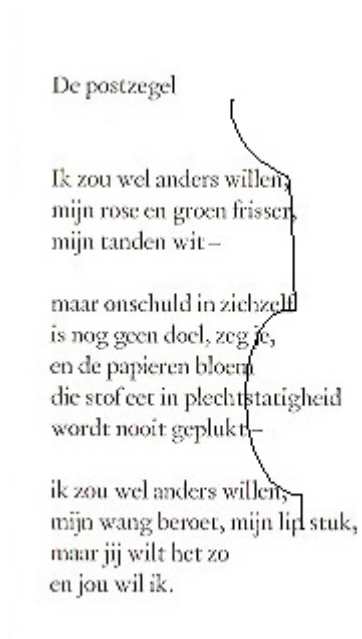 De postzegel
Ik zou wel anders willen,
mijn rose en groen frisser,
mijn tanden wit –
maar onschuld in zichzelf
is nog geen doel, zeg je,
en de papieren bloem
die stof eet in plechtstatigheid
wordt nooit geplukt –
ik zou wel anders willen,
mijn wang beroet, mijn lip stuk,
maar jij wilt het zo
en jou wil ik.